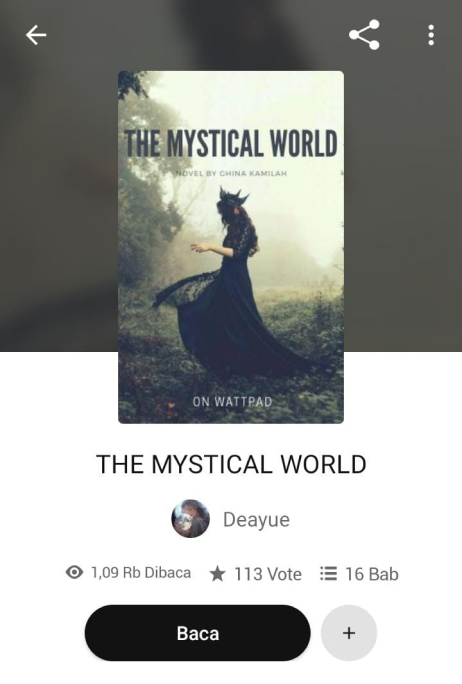 THE MYSTICAL WORLD
NOVEL BY CHINA KAMILAH
ON WATTPAD
THE MYSTICAL WORLD
Deayue
1,09 Rb Dibaca 113 Vote 16 Bab
Baca
+